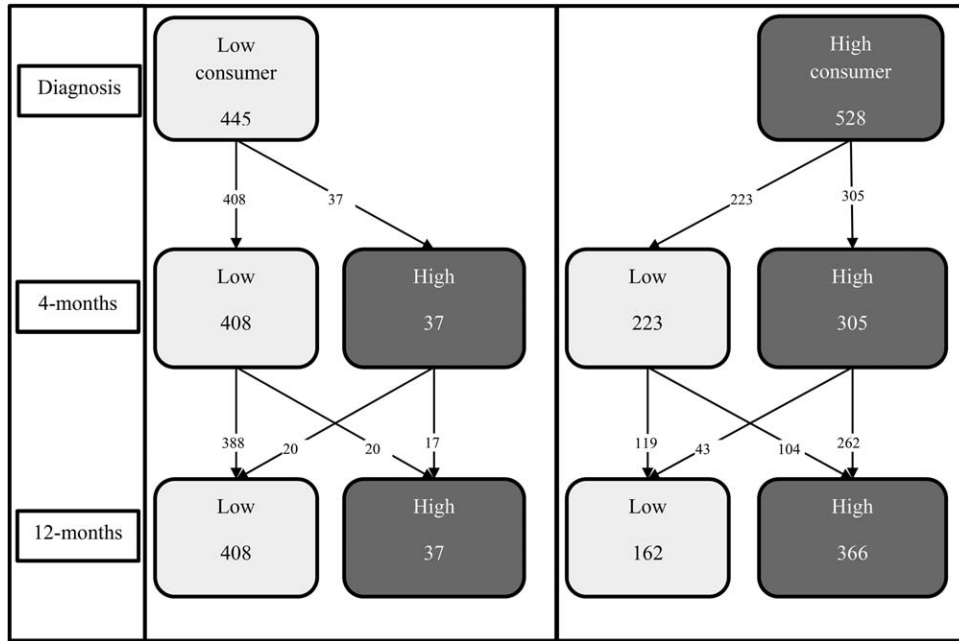 Diagnosis
Low
consumer
445
High
consumer
528
408
37
223
305
4-months
Low
408
High
37
Low
223
High
305
388
20
20
17
119
43
104
262
12-months
Low
408
High
37
Low
162
High
366